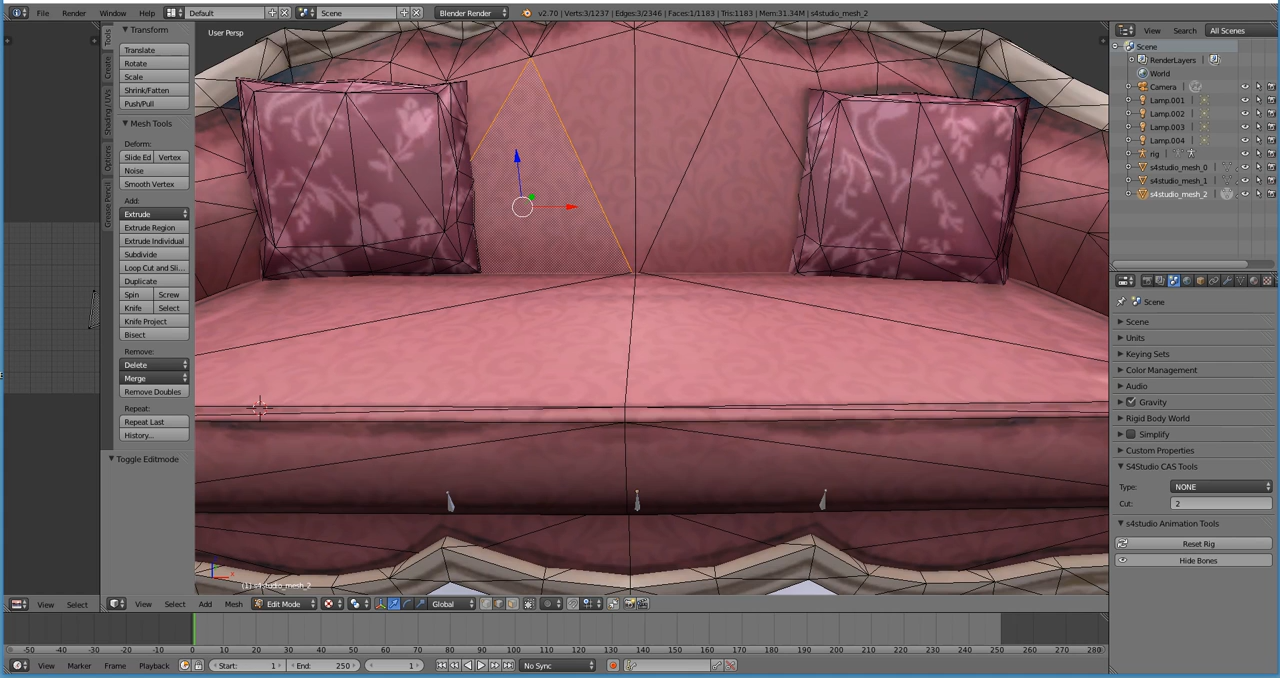 File Render Window Help Default Scene Blender Render v2.70 | Verts:3/1237 | Edges:3/2346 | Faces:1/1183 | Tris:1183 | Mem:31.34M | s4studio_mesh_2
Tools
Create
Shading / UVs
Options
Grease Pencil
Transform
Translate
Rotate
Scale
Shrink/Fatten
Push/Pull
Mesh Tools
Deform:
Slide Ed Vertex
Noise
Smooth Vertex
Add:
Extrude
Extrude Region
Extrude Individual
Subdivide
Loop Cut and Sli...
Duplicate
Spin Screw
Knife Select
Knife Project
Bisect
Remove:
Delete
Merge
Remove Doubles
Repeat:
Repeat Last
History...
Toggle Editmode
User Persp
(1) s4studio_mesh_2
View Search All Scenes
Scene
RenderLayers
World
Camera
Lamp.001
Lamp.002
Lamp.003
Lamp.004
rig
s4studio_mesh_0
s4studio_mesh_1
s4studio_mesh_2
Scene
Scene
Units
Keying Sets
Color Management
Audio
Gravity
Rigid Body World
Simplify
Custom Properties
S4Studio CAS Tools
Type: NONE
Cut: 2
s4studio Animation Tools
Reset Rig
Hide Bones
View Select View Select Add Mesh Edit Mode Global
-50 -40 -30 -20 -10 0 10 20 30 40 50 60 70 80 90 100 110 120 130 140 150 160 170 180 190 200 210 220 230 240 250 260 270 280
View Marker Frame Playback Start: 1 End: 250 1 No Sync